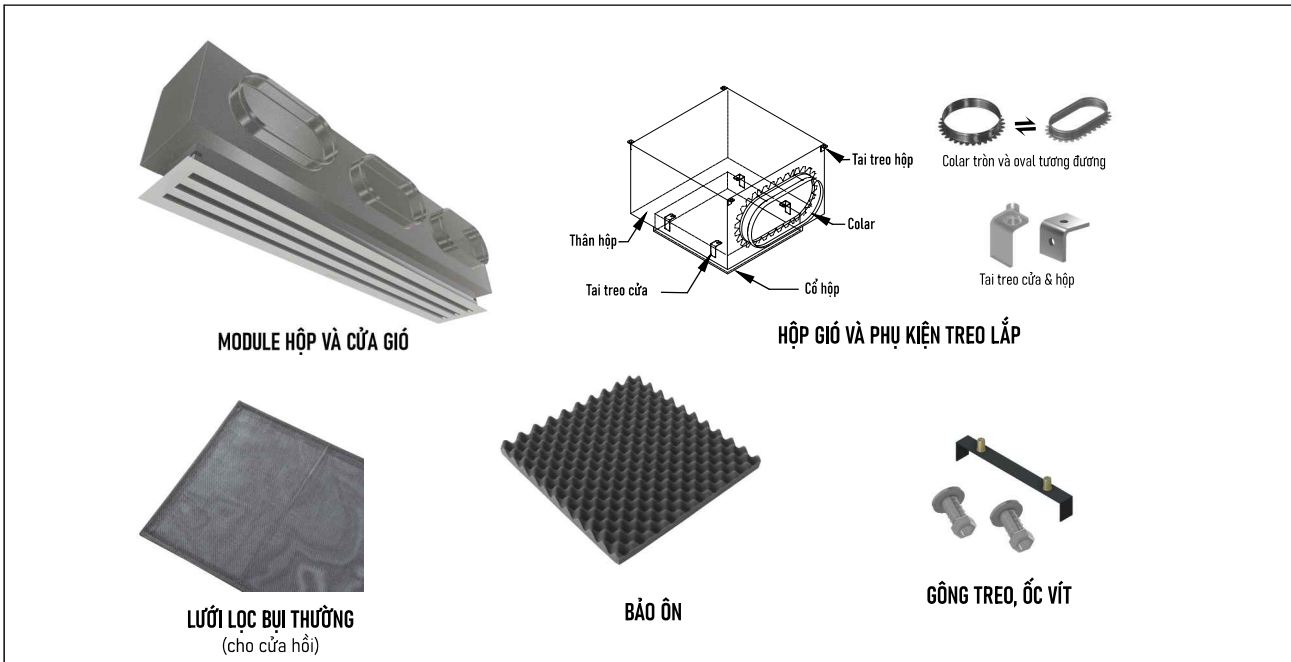 Tai treo hộp
Colar
Thân hộp
Tai treo cửa
Cổ hộp
Colar tròn và oval tương đương
Tai treo cửa & hộp
MODULE HỘP VÀ CỬA GIÓ
HỘP GIÓ VÀ PHỤ KIỆN TREO LẮP
LƯỚI LỌC BỤI THƯỜNG
(cho cửa hồi)
BẢO ÔN
GÔNG TREO, ỐC VÍT